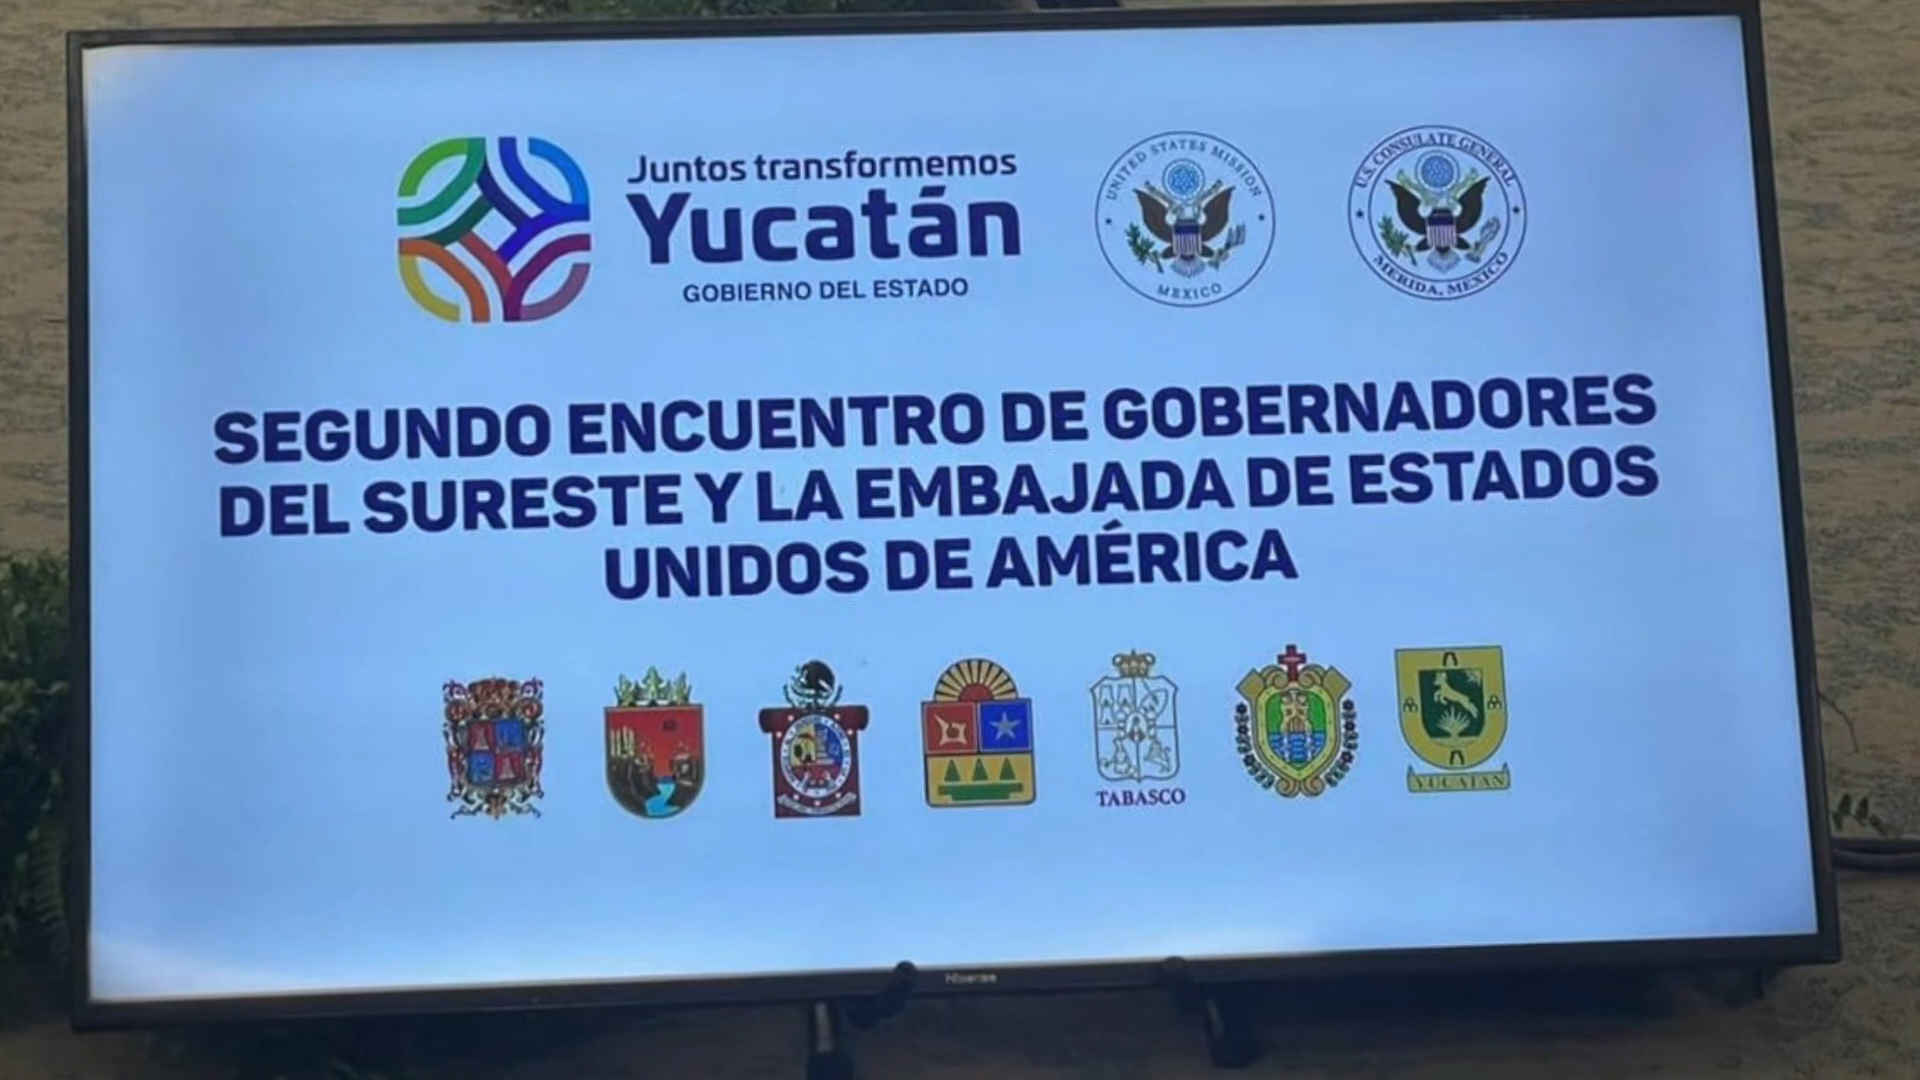 Juntos transformemos
Yucatán
GOBIERNO DEL ESTADO
UNITED STATES MISSION
MEXICO
U.S. CONSULATE GENERAL
MERIDA, MEXICO
SEGUNDO ENCUENTRO DE GOBERNADORES
DEL SURESTE Y LA EMBAJADA DE ESTADOS
UNIDOS DE AMÉRICA
TABASCO
YUCATAN
Hisense